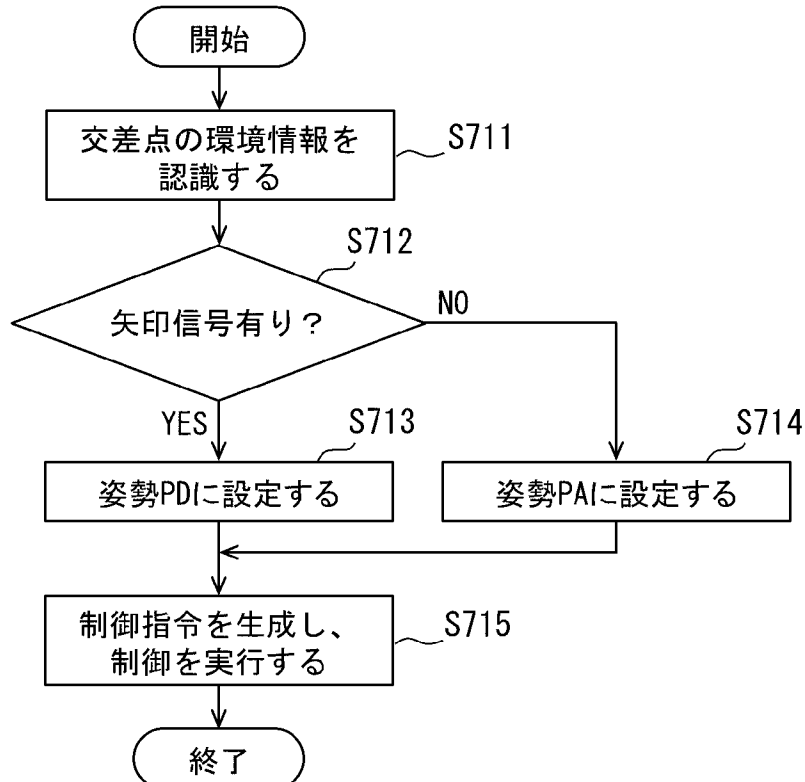 開始
交差点の環境情報を
認識する
S711
S712
矢印信号有り?
NO
YES
S713
姿勢PDに設定する
S714
姿勢PAに設定する
制御指令を生成し、
制御を実行する
S715
終了